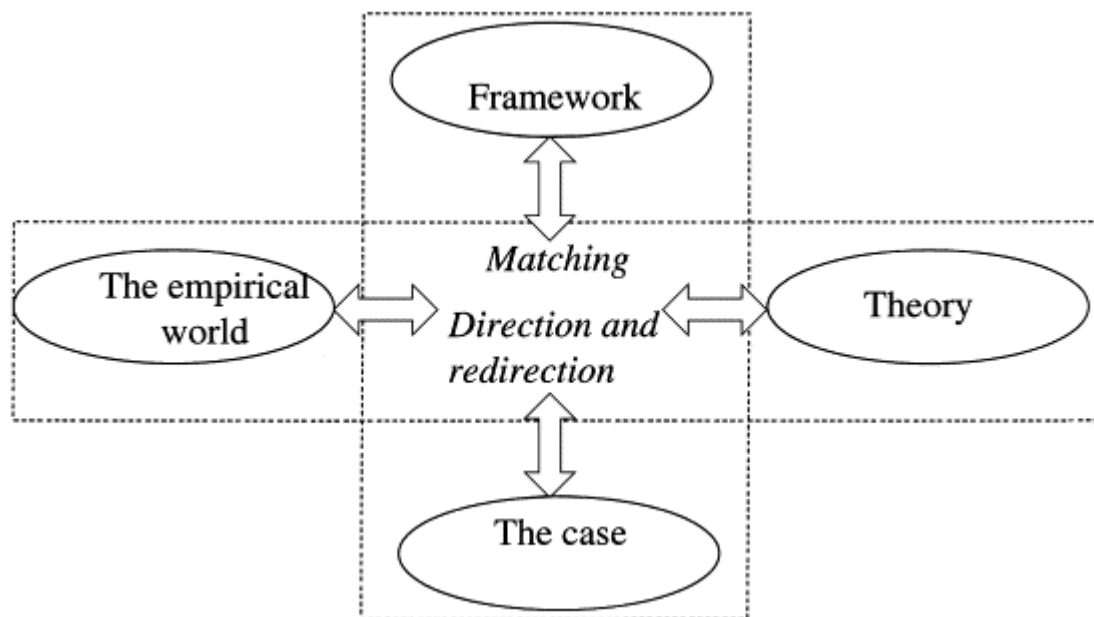 Framework
Matching
The empirical
world
Direction and
redirection
Theory
The case